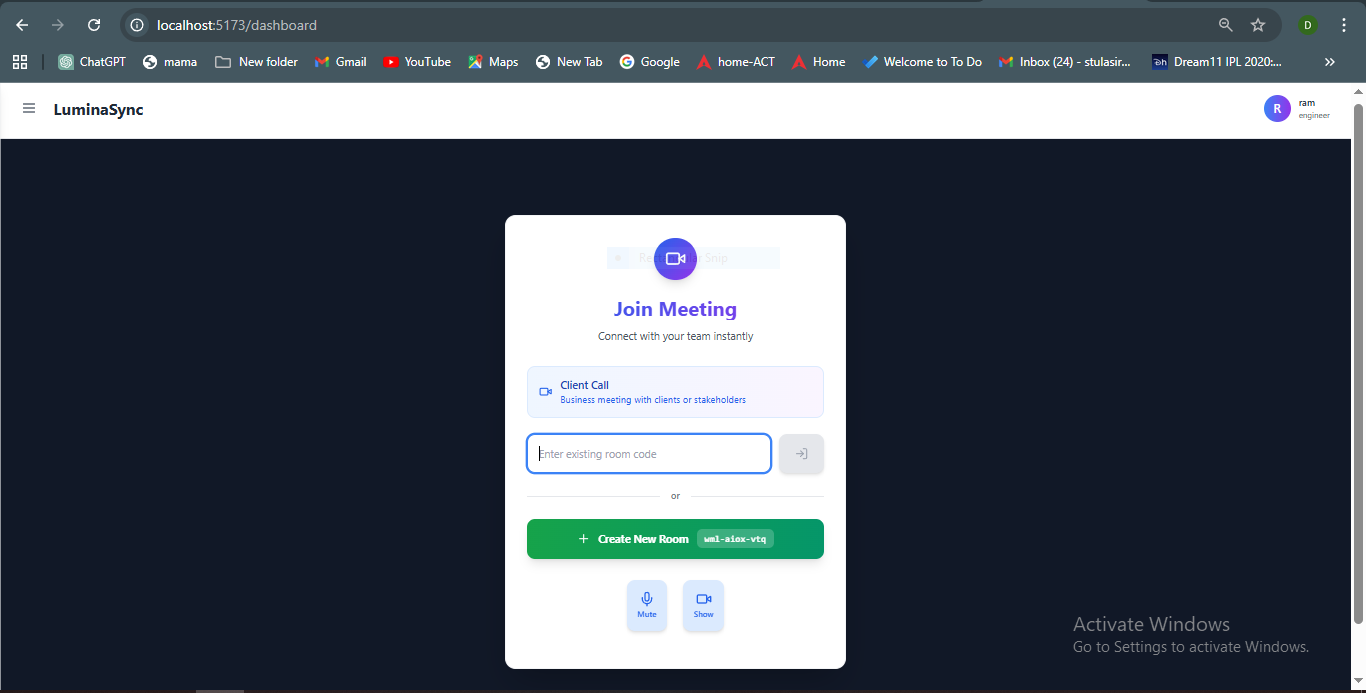 localhost:5173/dashboard
D
ChatGPT
mama
New folder
Gmail
YouTube
Maps
New Tab
Google
home-ACT
Home
Welcome to To Do
Inbox (24) - stulasir...
Dream11 IPL 2020:...
»
LuminaSync
R
ram
engineer
Join Meeting
Connect with your team instantly
Client Call
Business meeting with clients or stakeholders
Enter existing room code
or
+ Create New Room wml-aiox-vtq
Mute
Show
Activate Windows
Go to Settings to activate Windows.